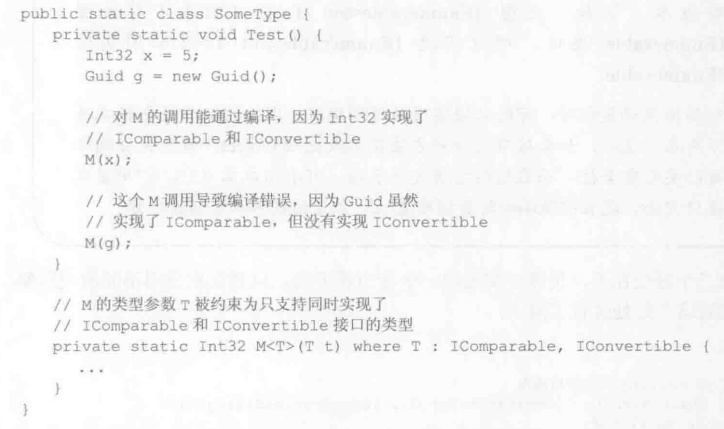 public static class SomeType {
private static void Test() {
Int32 x = 5;
Guid g = new Guid();
// 对 M 的调用能通过编译，因为 Int32 实现了
// IComparable 和 IConvertible
M(x);
// 这个 M 调用导致编译错误，因为 Guid 虽然
// 实现了 IComparable，但没有实现 IConvertible
M(g);
}
// M 的类型参数 T 被约束为只支持同时实现了
// IComparable 和 IConvertible 接口的类型
private static Int32 M<T>(T t) where T : IComparable, IConvertible {
...
}
}